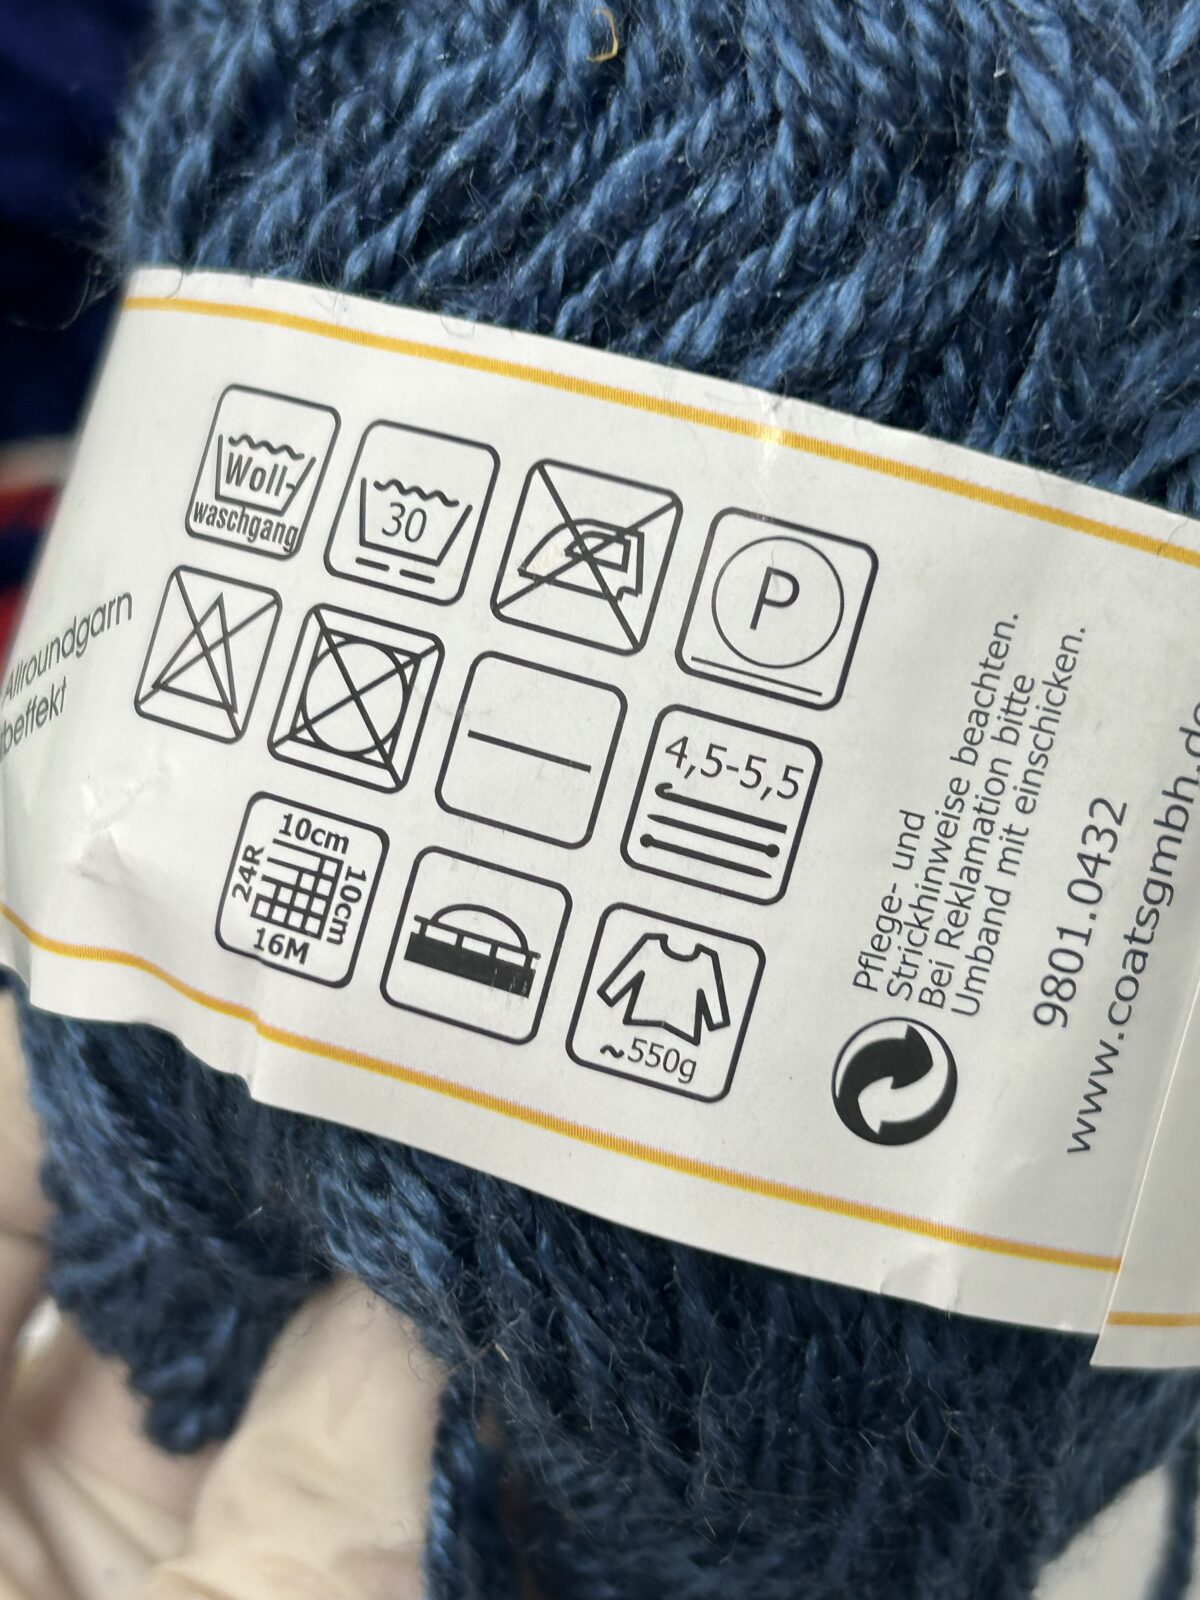 Woll-
waschgang
30
P
4,5-5,5
10cm
24R
10cm
16M
~550g
Allroundgarn
Pflege- und
Strickhinweise beachten.
Bei Reklamation bitte
Umband mit einschicken.
9801.0432
www.coatsgmbh.de